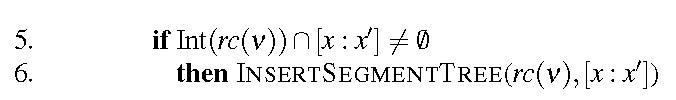 5. if Int(rc(ν)) ∩ [x : x′] ≠ ∅
6. then INSERTSEGMENTTREE(rc(ν), [x : x′])